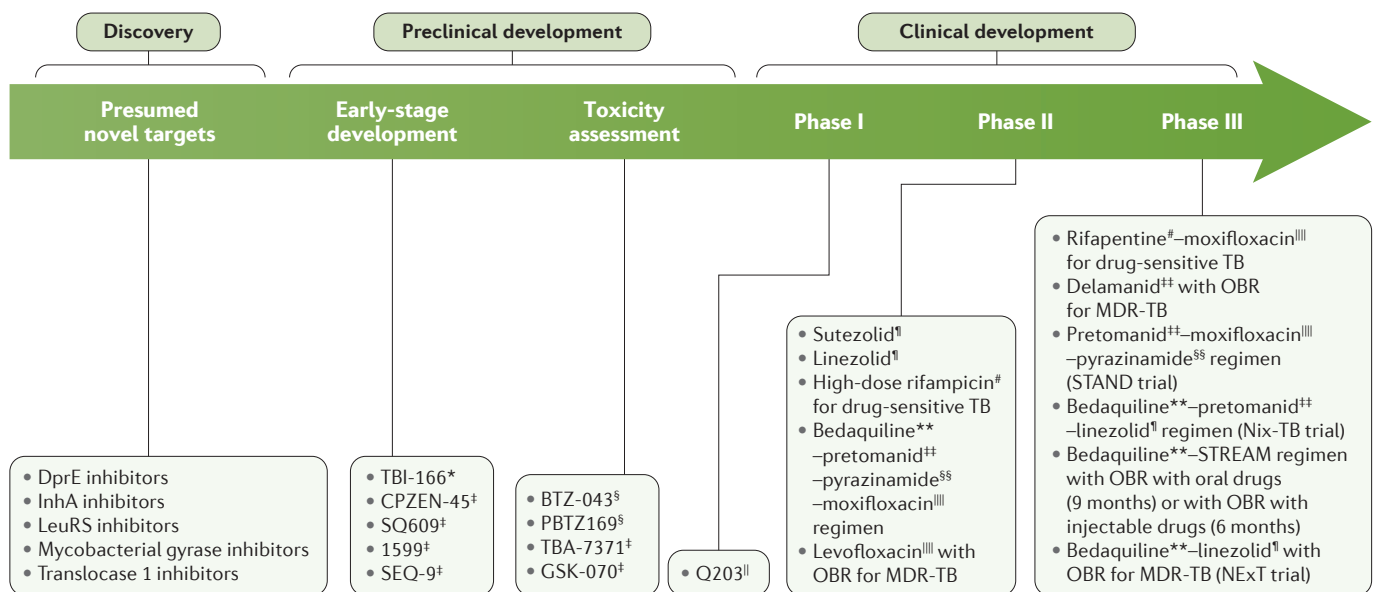 Discovery
Preclinical development
Clinical development
Presumed
novel targets
Early-stage
development
Toxicity
assessment
Phase I
Phase II
Phase III
• DprE inhibitors
• InhA inhibitors
• LeuRS inhibitors
• Mycobacterial gyrase inhibitors
• Translocase 1 inhibitors
• TBI-166*
• CPZEN-45‡
• SQ609‡
• 1599‡
• SEQ-9‡
• BTZ-043§
• PBTZ169§
• TBA-7371‡
• GSK-070‡
• Q203||
• Sutezolid¶
• Linezolid¶
• High-dose rifampicin#
for drug-sensitive TB
• Bedaquiline**
–pretomanid‡‡
–pyrazinamide§§
–moxifloxacin||||
regimen
• Levofloxacin|||| with
OBR for MDR-TB
• Rifapentine#–moxifloxacin||||
for drug-sensitive TB
• Delamanid‡‡ with OBR
for MDR-TB
• Pretomanid‡‡–moxifloxacin||||
–pyrazinamide§§ regimen
(STAND trial)
• Bedaquiline**–pretomanid‡‡
–linezolid¶ regimen (Nix-TB trial)
• Bedaquiline**–STREAM regimen
with OBR with oral drugs
(9 months) or with OBR with
injectable drugs (6 months)
• Bedaquiline**–linezolid¶ with
OBR for MDR-TB (NExT trial)